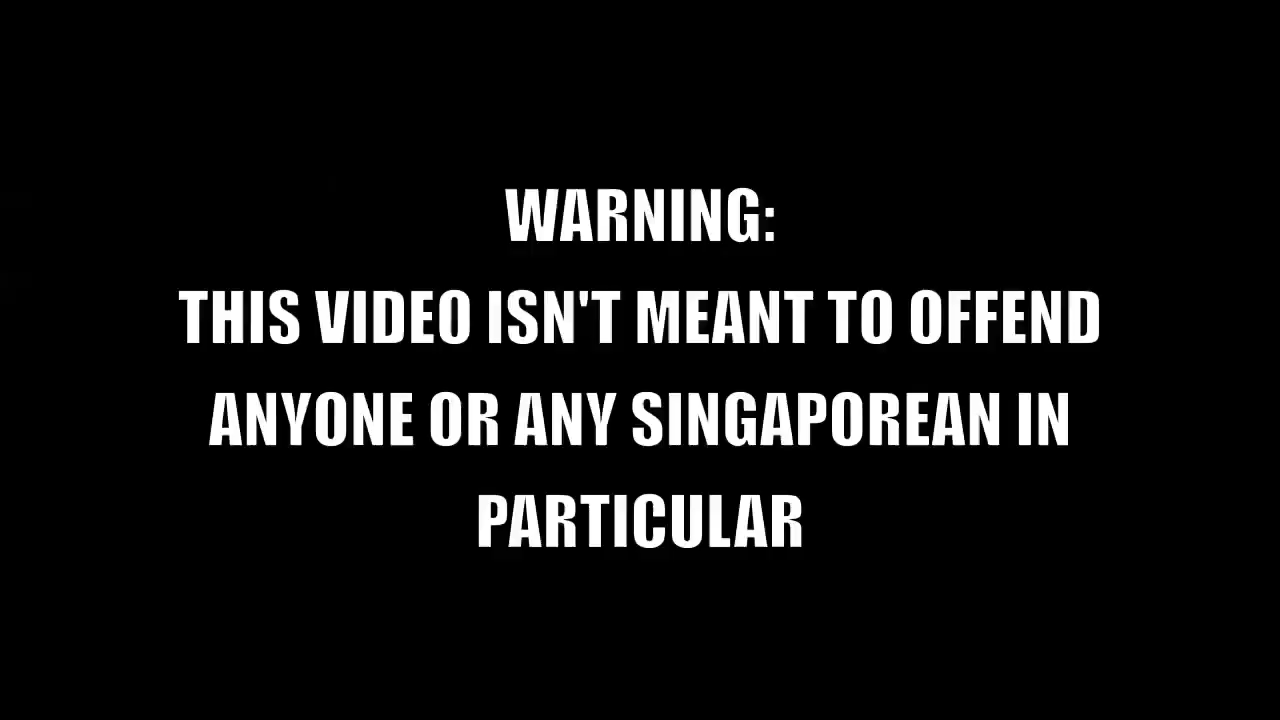 WARNING:
THIS VIDEO ISN'T MEANT TO OFFEND
ANYONE OR ANY SINGAPOREAN IN
PARTICULAR